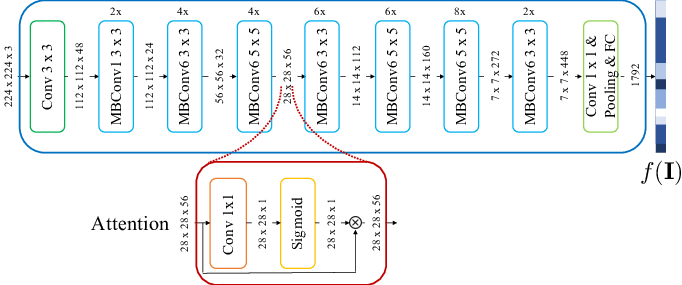 2x
4x
4x
6x
6x
8x
2x
224 x 224 x 3
Conv 3 x 3
112 x 112 x 48
MBConv1 3 x 3
112 x 112 x 24
MBConv6 3 x 3
56 x 56 x 32
MBConv6 5 x 5
28 x 28 x 56
MBConv6 3 x 3
14 x 14 x 112
MBConv6 5 x 5
14 x 14 x 160
MBConv6 5 x 5
7 x 7 x 272
MBConv6 3 x 3
7 x 7 x 448
Conv 1 x 1 &
Pooling & FC
1792
f(I)
Attention
28 x 28 x 56
Conv 1x1
28 x 28 x 1
Sigmoid
28 x 28 x 1
28 x 28 x 56